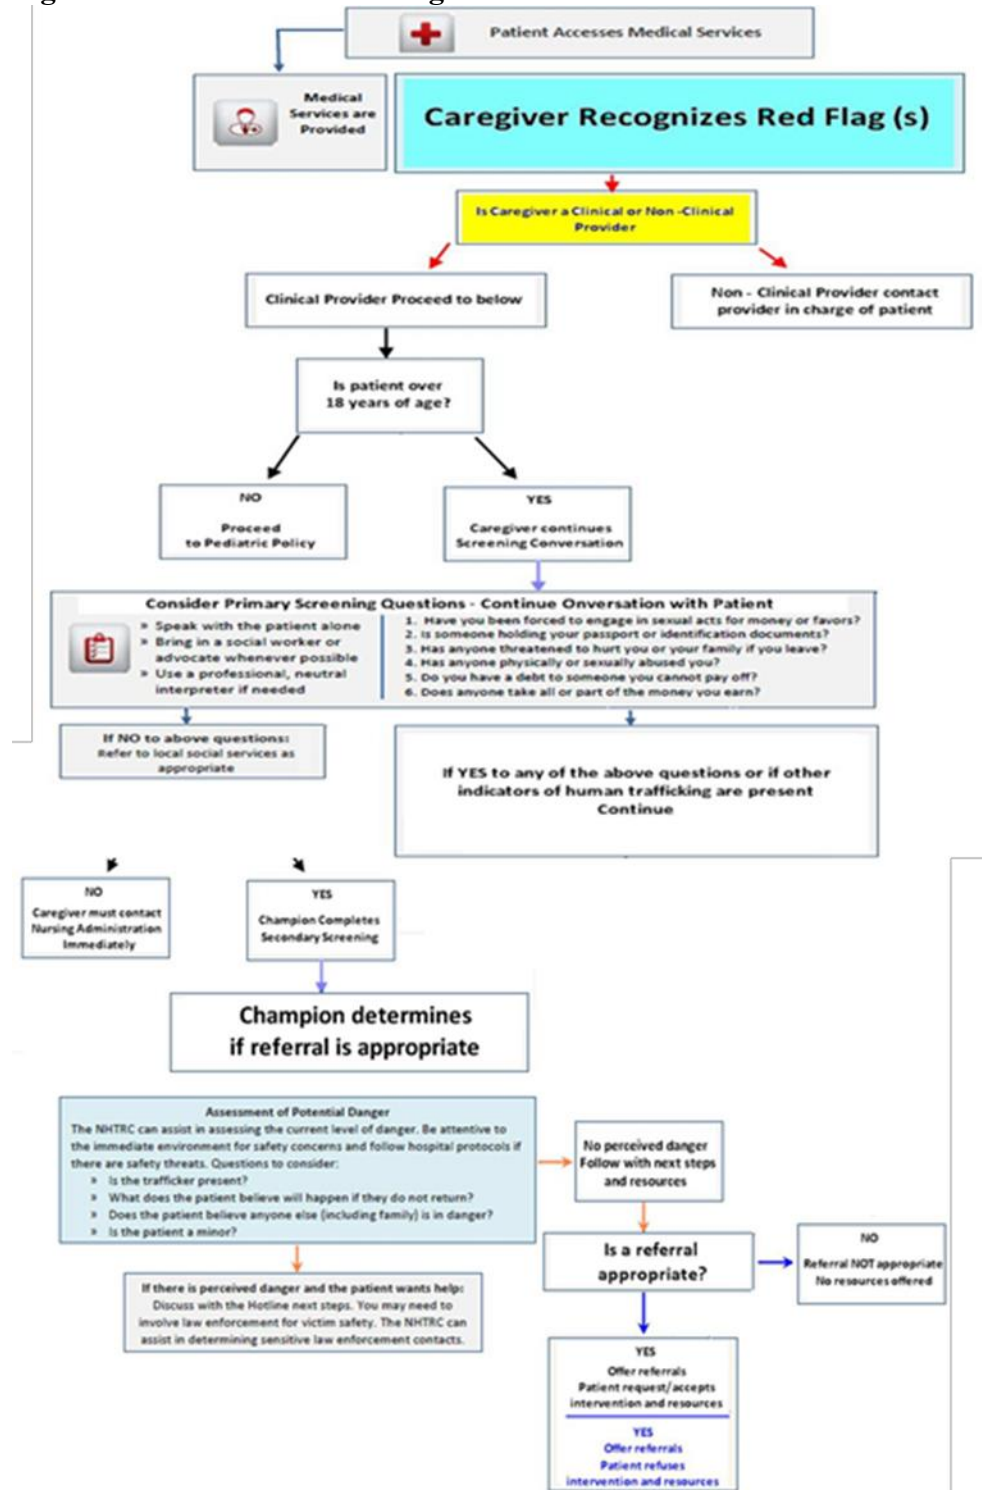 Patient Accesses Medical Services
Medical
Services are
Provided
Caregiver Recognizes Red Flag (s)
Is Caregiver a Clinical or Non -Clinical
Provider
Clinical Provider Proceed to below
Non - Clinical Provider contact
provider in charge of patient
Is patient over
18 years of age?
NO
Proceed
to Pediatric Policy
YES
Caregiver continues
Screening Conversation
Consider Primary Screening Questions - Continue Onversation with Patient
» Speak with the patient alone
» Bring in a social worker or
advocate whenever possible
» Use a professional, neutral
interpreter if needed
1. Have you been forced to engage in sexual acts for money or favors?
2. Is someone holding your passport or identification documents?
3. Has anyone threatened to hurt you or your family if you leave?
4. Has anyone physically or sexually abused you?
5. Do you have a debt to someone you cannot pay off?
6. Does anyone take all or part of the money you earn?
If NO to above questions:
Refer to local social services as
appropriate
If YES to any of the above questions or if other
indicators of human trafficking are present
Continue
NO
Caregiver must contact
Nursing Administration
Immediately
YES
Champion Completes
Secondary Screening
Champion determines
if referral is appropriate
Assessment of Potential Danger
The NHTRC can assist in assessing the current level of danger. Be attentive to
the immediate environment for safety concerns and follow hospital protocols if
there are safety threats. Questions to consider:
» Is the trafficker present?
» What does the patient believe will happen if they do not return?
» Does the patient believe anyone else (including family) is in danger?
» Is the patient a minor?
No perceived danger
Follow with next steps
and resources
Is a referral
appropriate?
NO
Referral NOT appropriate
No resources offered
If there is perceived danger and the patient wants help:
Discuss with the Hotline next steps. You may need to
involve law enforcement for victim safety. The NHTRC can
assist in determining sensitive law enforcement contacts.
YES
Offer referrals
Patient request/accepts
intervention and resources
YES
Offer referrals
Patient refuses
intervention and resources